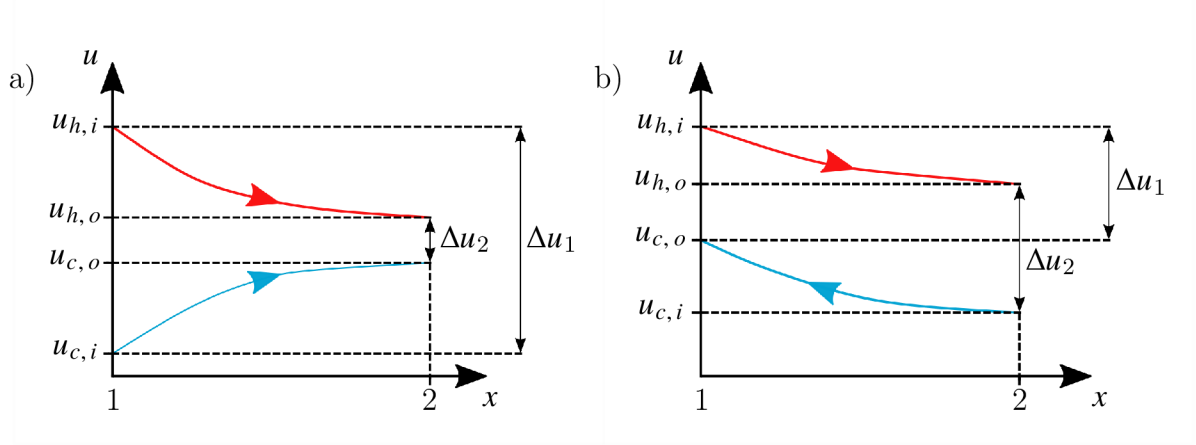 a)
u
u_{h,i}
u_{h,o}
u_{c,o}
u_{c,i}
Δu_2
Δu_1
1
2
x
b)
u
u_{h,i}
u_{h,o}
u_{c,o}
u_{c,i}
Δu_1
Δu_2
1
2
x